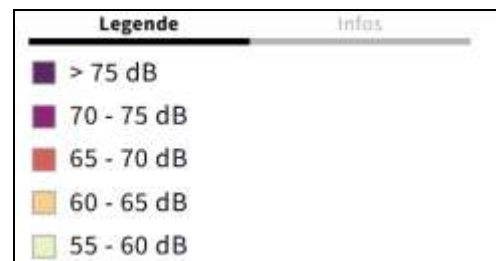 Legende Infos
> 75 dB
70 - 75 dB
65 - 70 dB
60 - 65 dB
55 - 60 dB